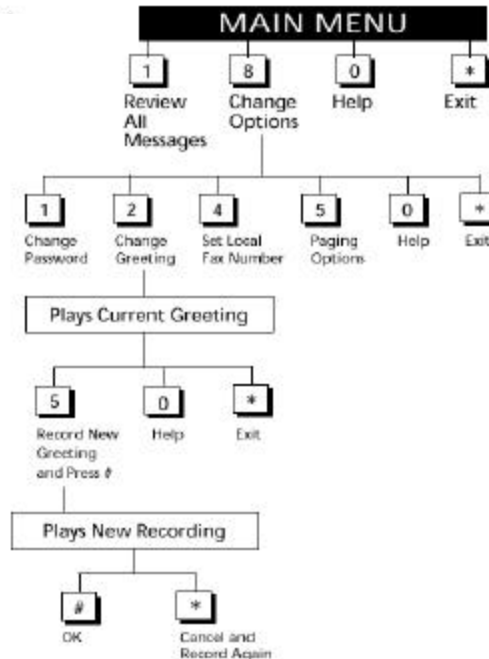 MAIN MENU
1 8 0 *
Review All Messages
Change Options
Help
Exit
1 2 4 5 0 *
Change Password
Change Greeting
Set Local Fax Number
Paging Options
Help
Exit
Plays Current Greeting
5 0 *
Record New Greeting and Press #
Help
Exit
Plays New Recording
# *
OK
Cancel and Record Again